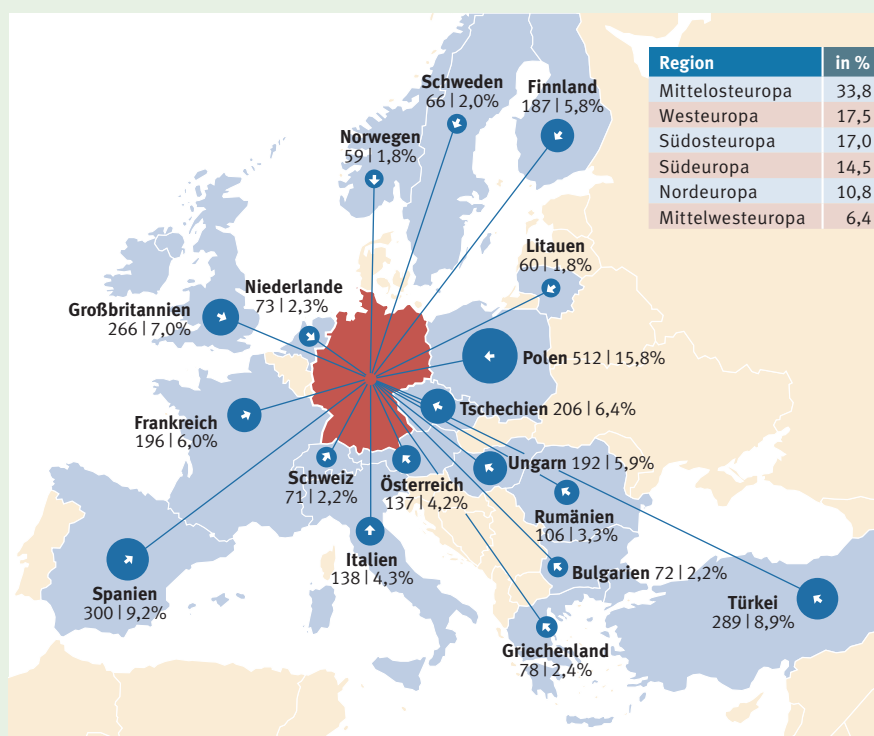 Region in %
Mittelosteuropa 33,8
Westeuropa 17,5
Südosteuropa 17,0
Südeuropa 14,5
Nordeuropa 10,8
Mittelwesteuropa 6,4
Schweden
66 | 2,0%
Finnland
187 | 5,8%
Norwegen
59 | 1,8%
Litauen
60 | 1,8%
Niederlande
73 | 2,3%
Großbritannien
266 | 7,0%
Polen 512 | 15,8%
Tschechien 206 | 6,4%
Frankreich
196 | 6,0%
Ungarn 192 | 5,9%
Schweiz
71 | 2,2%
Österreich
137 | 4,2%
Rumänien
106 | 3,3%
Italien
138 | 4,3%
Bulgarien 72 | 2,2%
Spanien
300 | 9,2%
Türkei
289 | 8,9%
Griechenland
78 | 2,4%